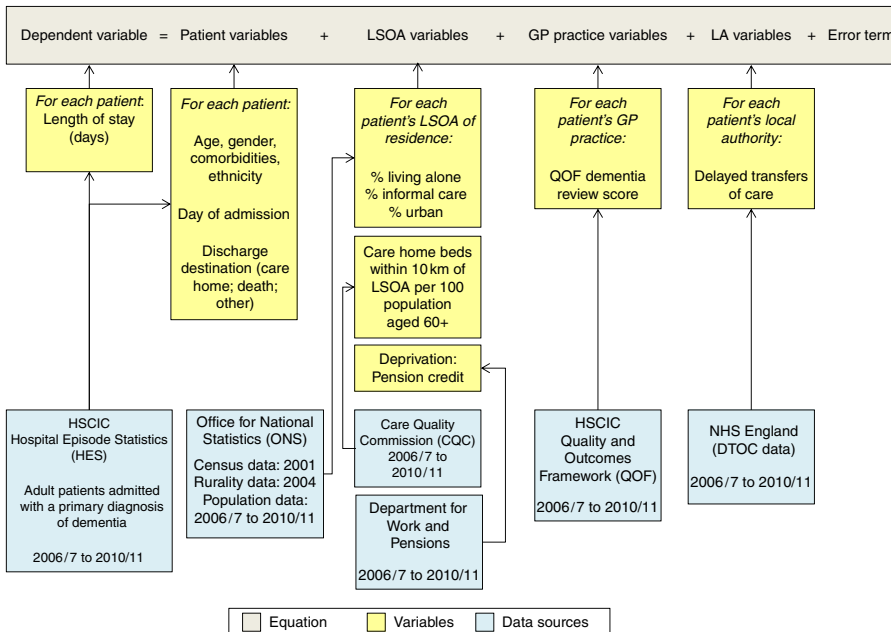 Dependent variable = Patient variables + LSOA variables + GP practice variables + LA variables + Error term
For each patient:
Length of stay
(days)
For each patient:
Age, gender,
comorbidities,
ethnicity
Day of admission
Discharge
destination (care
home; death;
other)
For each
patient's LSOA of
residence:
% living alone
% informal care
% urban
Care home beds
within 10 km of
LSOA per 100
population
aged 60+
Deprivation:
Pension credit
For each
patient's GP
practice:
QOF dementia
review score
For each
patient's local
authority:
Delayed transfers
of care
HSCIC
Hospital Episode Statistics
(HES)
Adult patients admitted
with a primary diagnosis
of dementia
2006/7 to 2010/11
Office for National
Statistics (ONS)
Census data: 2001
Rurality data: 2004
Population data:
2006/7 to 2010/11
Care Quality
Commission (CQC)
2006/7 to
2010/11
Department for
Work and
Pensions
2006/7 to 2010/11
HSCIC
Quality and
Outcomes
Framework (QOF)
2006/7 to 2010/11
NHS England
(DTOC data)
2006/7 to 2010/11
Equation
Variables
Data sources